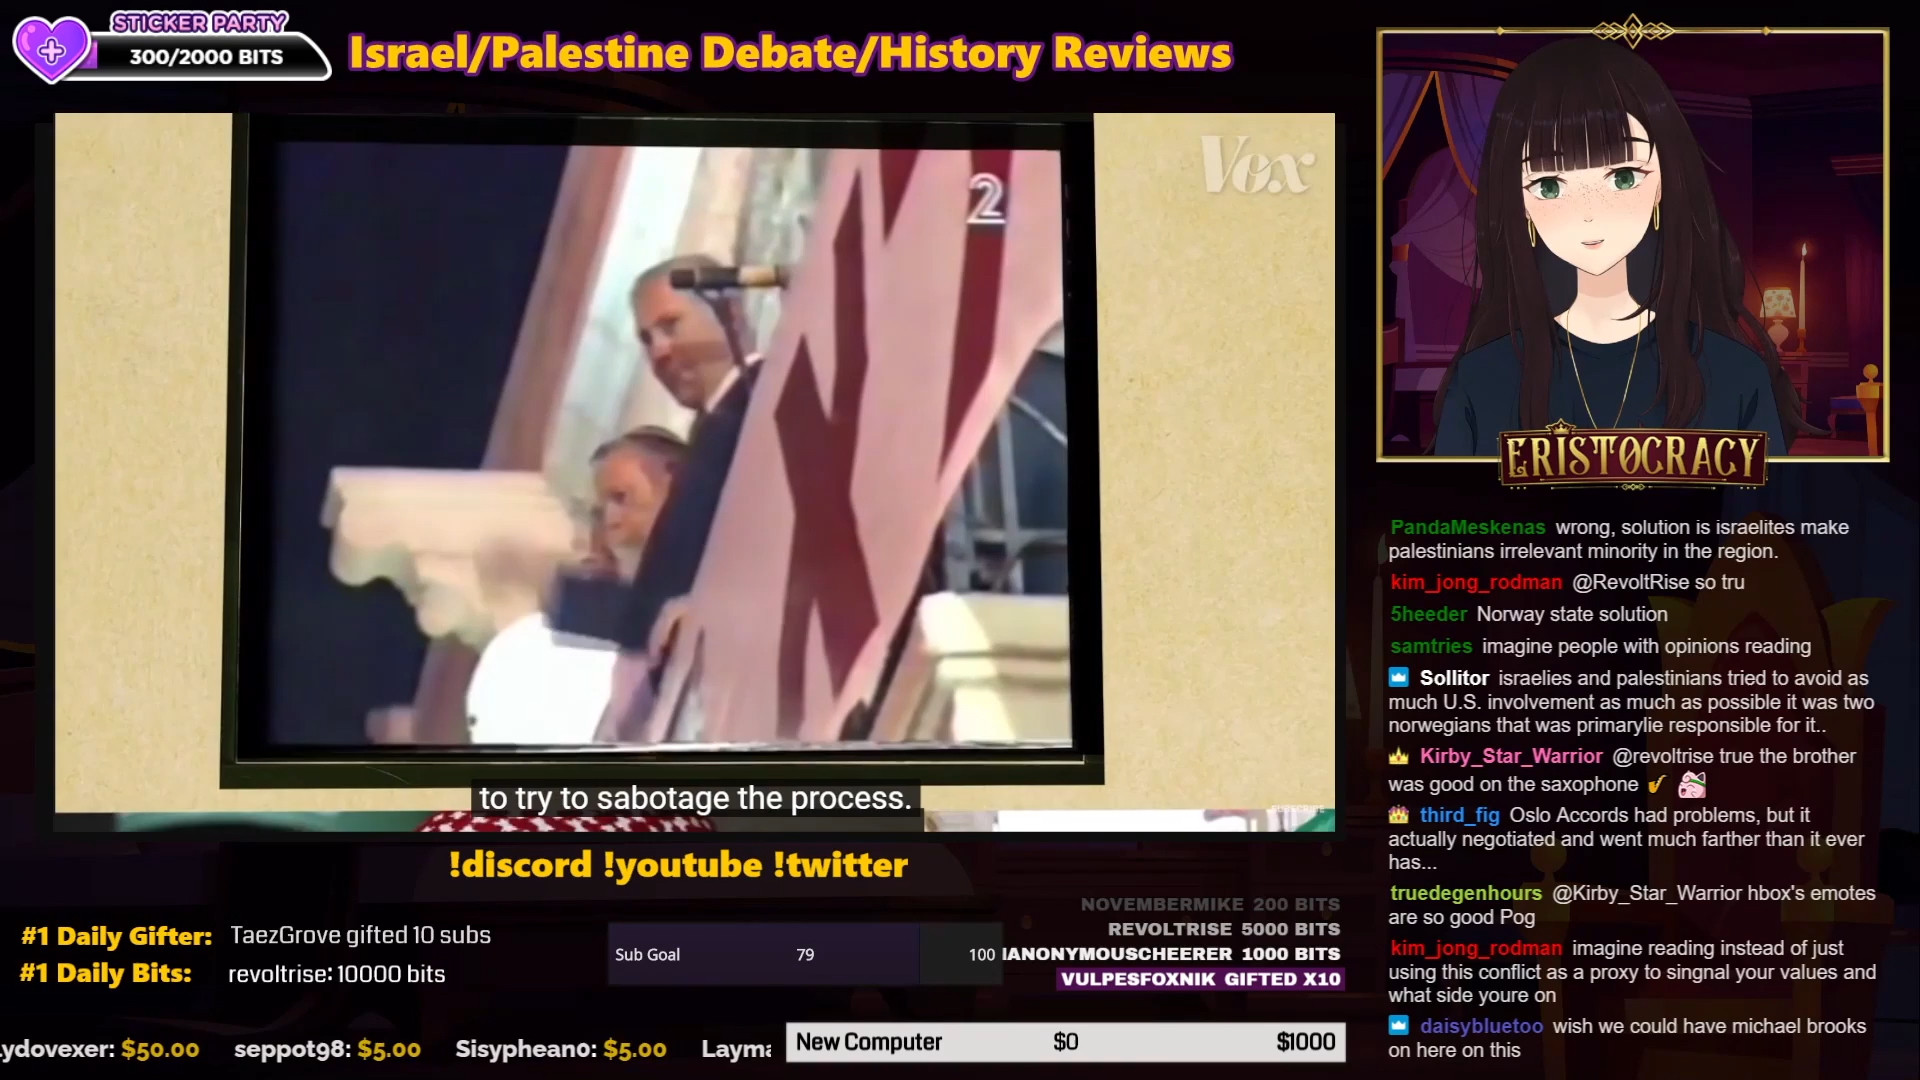 STICKER PARTY
300/2000 BITS
Israel/Palestine Debate/History Reviews
Vox
2
to try to sabotage the process.
!discord !youtube !twitter
#1 Daily Gifter: TaezGrove gifted 10 subs
#1 Daily Bits: revoltrise: 10000 bits
Sub Goal 79 100
NOVEMBERMIKE 200 BITS
REVOLTRISE 5000 BITS
IANONYMOUSCHEERER 1000 BITS
VULPESFOXNIK GIFTED X10
ydovexer: $50.00 seppot98: $5.00 Sisyphean0: $5.00 Layma
New Computer $0 $1000
ERISTOCRACY
PandaMeskenas wrong, solution is israelites make
palestinians irrelevant minority in the region.
kim_jong_rodman @RevoltRise so tru
5heeder Norway state solution
samtries imagine people with opinions reading
Sollitor israelies and palestinians tried to avoid as
much U.S. involvement as much as possible it was two
norwegians that was primarylie responsible for it..
Kirby_Star_Warrior @revoltrise true the brother
was good on the saxophone
third_fig Oslo Accords had problems, but it
actually negotiated and went much farther than it ever
has...
truedegenhours @Kirby_Star_Warrior hbox's emotes
are so good Pog
kim_jong_rodman imagine reading instead of just
using this conflict as a proxy to singnal your values and
what side youre on
daisybluetoo wish we could have michael brooks
on here on this